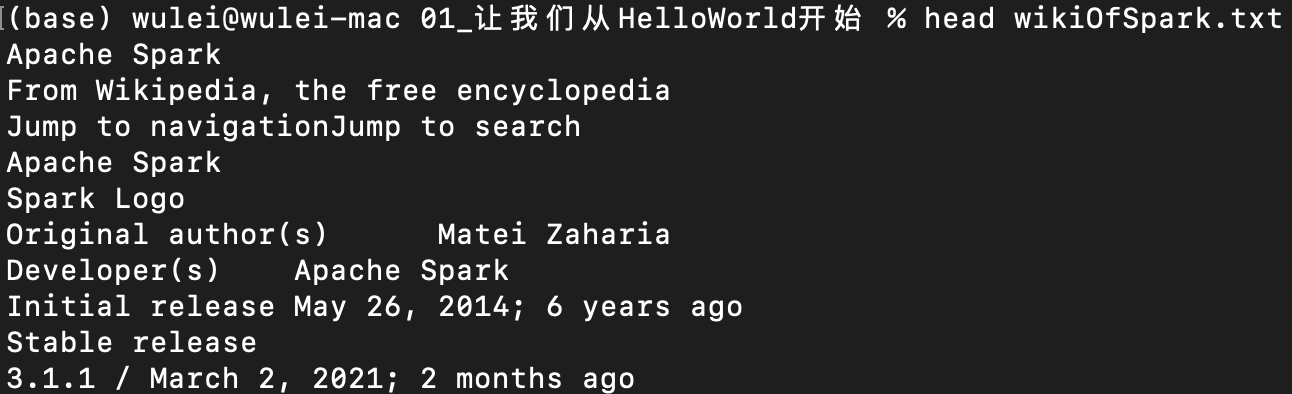 (base) wulei@wulei-mac 01_让我们从HelloWorld开始 % head wikiOfSpark.txt
Apache Spark
From Wikipedia, the free encyclopedia
Jump to navigationJump to search
Apache Spark
Spark Logo
Original author(s)      Matei Zaharia
Developer(s)    Apache Spark
Initial release May 26, 2014; 6 years ago
Stable release
3.1.1 / March 2, 2021; 2 months ago